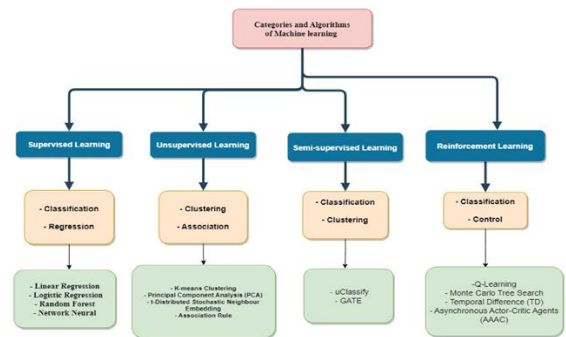 Categories and Algorithms
of Machine learning
Supervised Learning
Unsupervised Learning
Semi-supervised Learning
Reinforcement Learning
- Classification
- Regression
- Clustering
- Association
- Classification
- Clustering
- Classification
- Control
- Linear Regression
- Logistic Regression
- Random Forest
- Network Neural
- K-means Clustering
- Principal Component Analysis (PCA)
- t-Distributed Stochastic Neighbour
Embedding
- Association Rule
- uClassify
- GATE
-Q-Learning
- Monte Carlo Tree Search
- Temporal Difference (TD)
- Asynchronous Actor-Critic Agents
(AAAC)